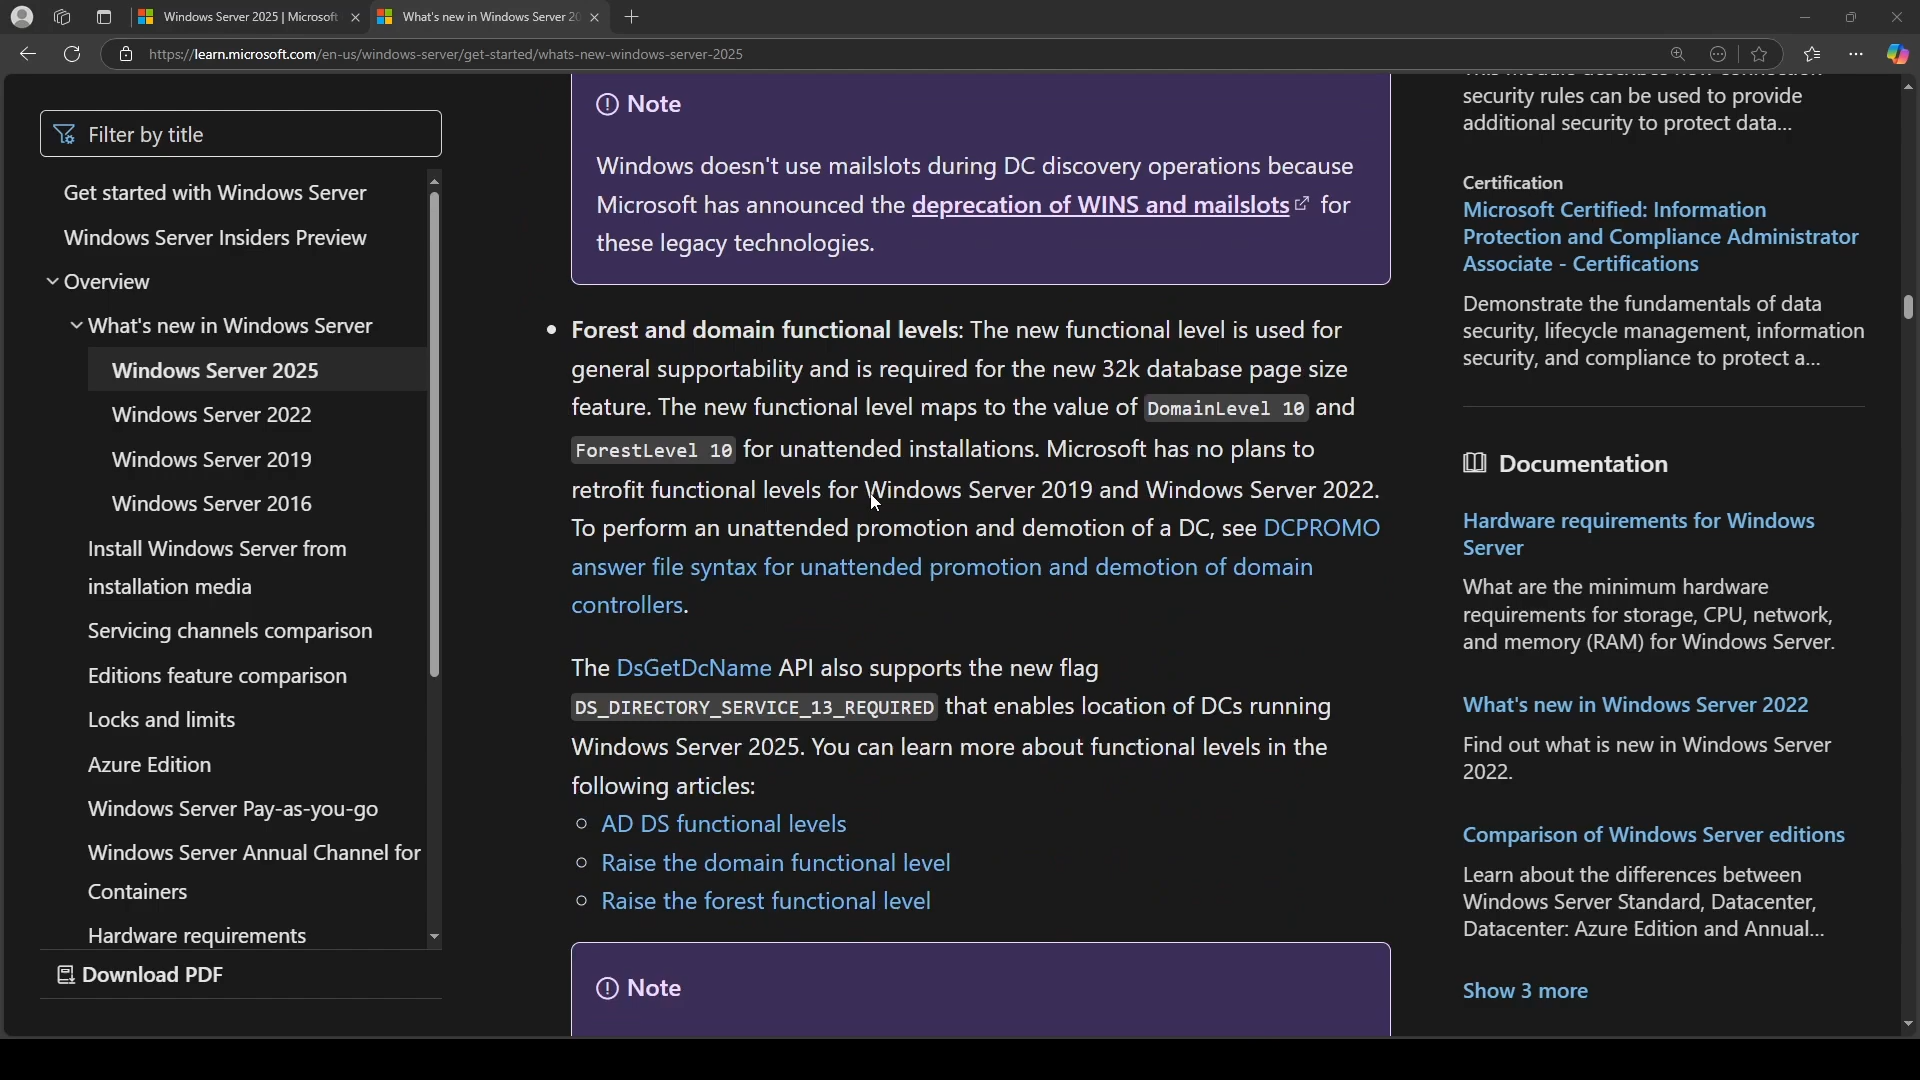 Windows Server 2025 | Microsoft
What's new in Windows Server 20
https://learn.microsoft.com/en-us/windows-server/get-started/whats-new-windows-server-2025
Filter by title
Get started with Windows Server
Windows Server Insiders Preview
Overview
What's new in Windows Server
Windows Server 2025
Windows Server 2022
Windows Server 2019
Windows Server 2016
Install Windows Server from
installation media
Servicing channels comparison
Editions feature comparison
Locks and limits
Azure Edition
Windows Server Pay-as-you-go
Windows Server Annual Channel for
Containers
Hardware requirements
Download PDF
Note
Windows doesn't use mailslots during DC discovery operations because
Microsoft has announced the deprecation of WINS and mailslots for
these legacy technologies.
Forest and domain functional levels: The new functional level is used for
general supportability and is required for the new 32k database page size
feature. The new functional level maps to the value of DomainLevel 10 and
ForestLevel 10 for unattended installations. Microsoft has no plans to
retrofit functional levels for Windows Server 2019 and Windows Server 2022.
To perform an unattended promotion and demotion of a DC, see DCPROMO
answer file syntax for unattended promotion and demotion of domain
controllers.
The DsGetDcName API also supports the new flag
DS_DIRECTORY_SERVICE_13_REQUIRED that enables location of DCs running
Windows Server 2025. You can learn more about functional levels in the
following articles:
AD DS functional levels
Raise the domain functional level
Raise the forest functional level
Note
security rules can be used to provide
additional security to protect data...
Certification
Microsoft Certified: Information
Protection and Compliance Administrator
Associate - Certifications
Demonstrate the fundamentals of data
security, lifecycle management, information
security, and compliance to protect a...
Documentation
Hardware requirements for Windows
Server
What are the minimum hardware
requirements for storage, CPU, network,
and memory (RAM) for Windows Server.
What's new in Windows Server 2022
Find out what is new in Windows Server
2022.
Comparison of Windows Server editions
Learn about the differences between
Windows Server Standard, Datacenter,
Datacenter: Azure Edition and Annual...
Show 3 more